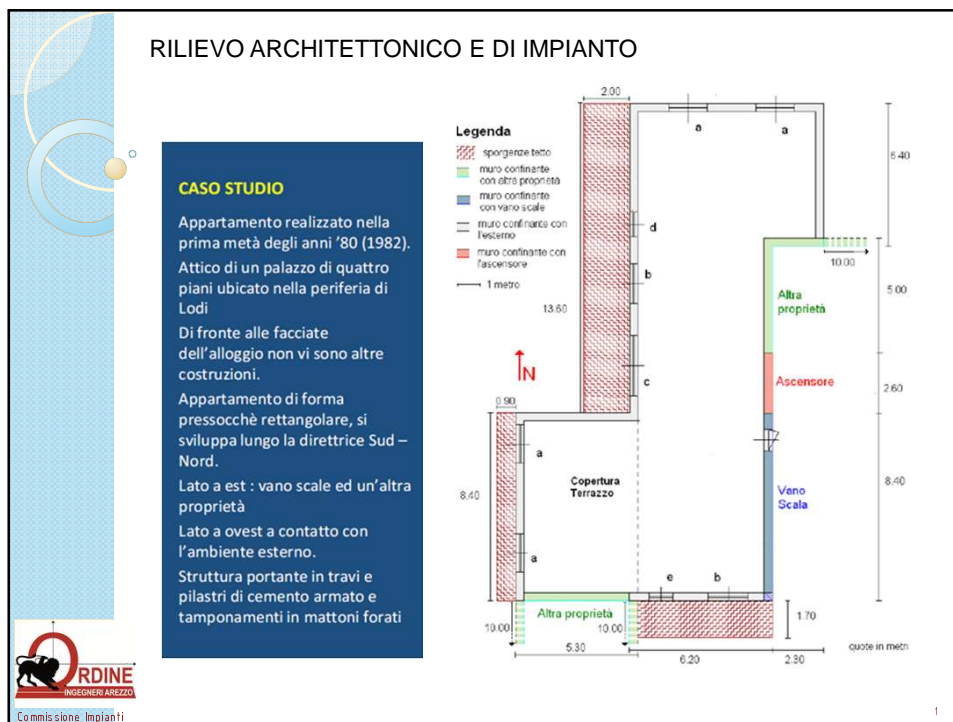 RILIEVO ARCHITETTONICO E DI IMPIANTO
CASO STUDIO
Appartamento realizzato nella
prima metà degli anni '80 (1982).
Attico di un palazzo di quattro
piani ubicato nella periferia di
Lodi
Di fronte alle facciate
dell'alloggio non vi sono altre
costruzioni.
Appartamento di forma
pressocchè rettangolare, si
sviluppa lungo la direttrice Sud –
Nord.
Lato a est : vano scale ed un'altra
proprietà
Lato a ovest a contatto con
l'ambiente esterno.
Struttura portante in travi e
pilastri di cemento armato e
tamponamenti in mattoni forati
Legenda
sporgenze tetto
muro confinante
con altra proprietà
muro confinante
con vano scale
muro confinante con
l'esterno
muro confinante con
l'ascensore
1 metro
2.00
a
a
6.40
d
10.00
b
13.60
Altra
proprietà
5.00
N
c
Ascensore
2.60
0.90
a
8.40
Copertura
Terrazzo
Vano
Scala
8.40
a
e
b
Altra proprietà
10.00
10.00
1.70
5.30
6.20
2.30
quote in metri
ORDINE
INGEGNERI AREZZO
Commissione Impianti
1